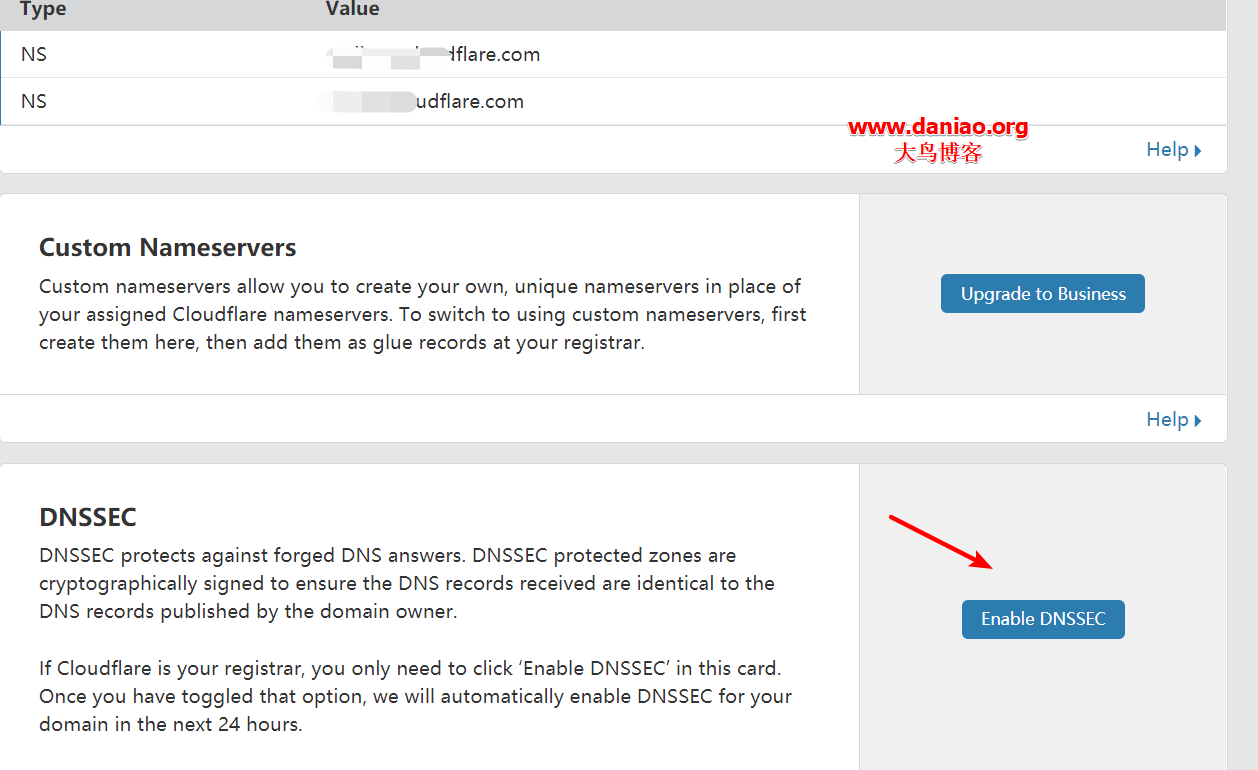 Type Value
NS dflare.com
NS udflare.com
www.daniao.org
大鸟博客
Help
Custom Nameservers
Custom nameservers allow you to create your own, unique nameservers in place of
your assigned Cloudflare nameservers. To switch to using custom nameservers, first
create them here, then add them as glue records at your registrar.
Upgrade to Business
Help
DNSSEC
DNSSEC protects against forged DNS answers. DNSSEC protected zones are
cryptographically signed to ensure the DNS records received are identical to the
DNS records published by the domain owner.
If Cloudflare is your registrar, you only need to click ‘Enable DNSSEC’ in this card.
Once you have toggled that option, we will automatically enable DNSSEC for your
domain in the next 24 hours.
Enable DNSSEC